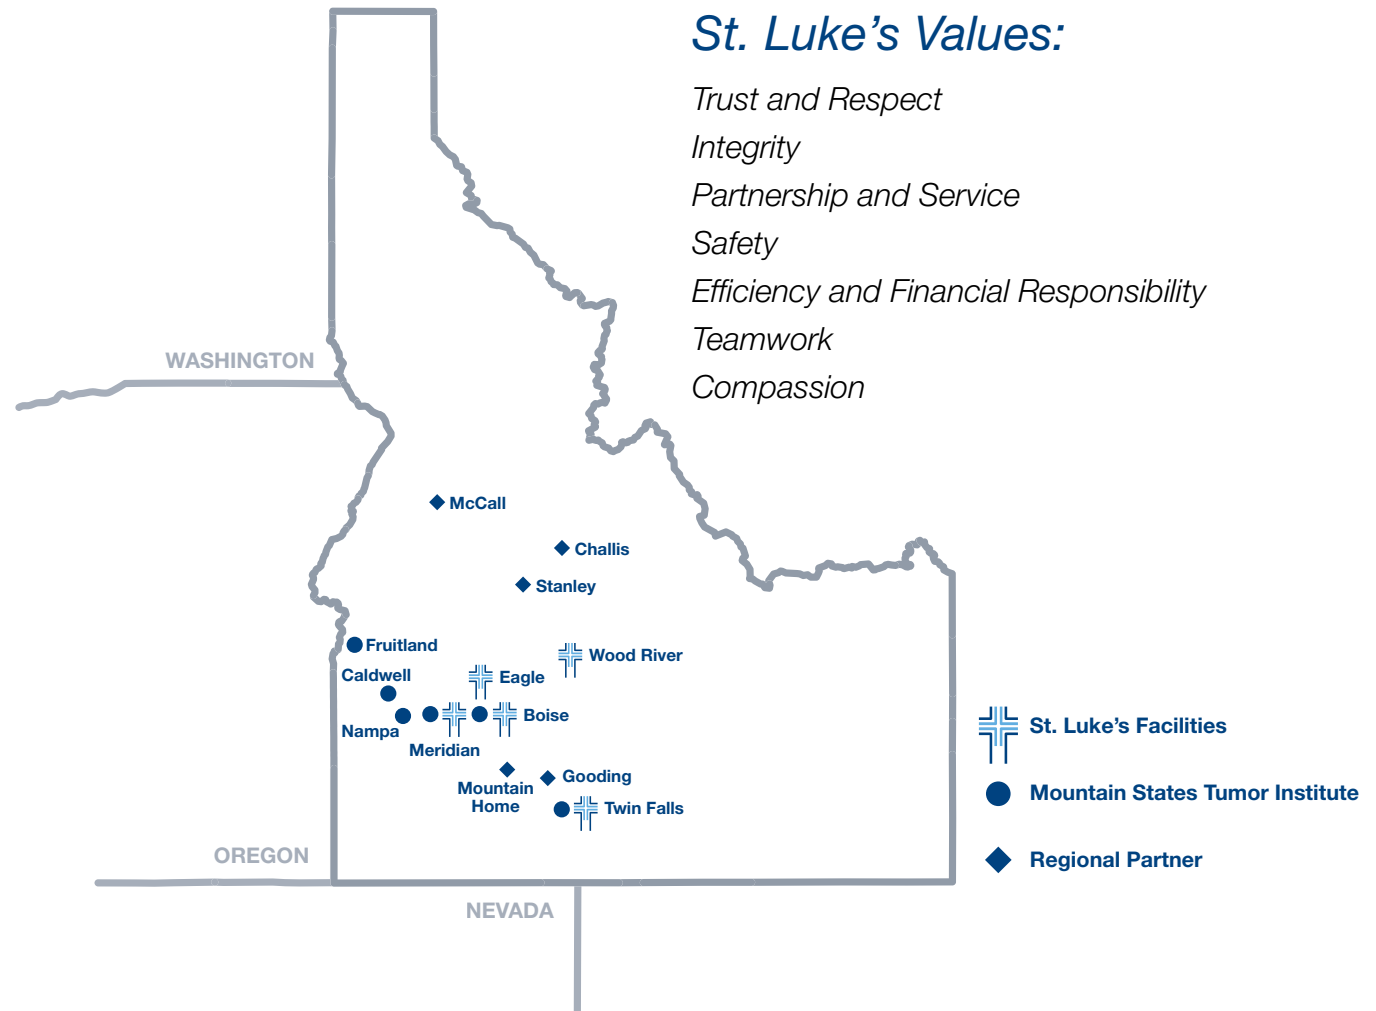 St. Luke’s Values:
Trust and Respect
Integrity
Partnership and Service
Safety
Efficiency and Financial Responsibility
Teamwork
Compassion
WASHINGTON
McCall
Challis
Stanley
Fruitland
Wood River
Caldwell
Eagle
Nampa
Boise
Meridian
Mountain
Home
Gooding
Twin Falls
St. Luke’s Facilities
Mountain States Tumor Institute
Regional Partner
OREGON
NEVADA